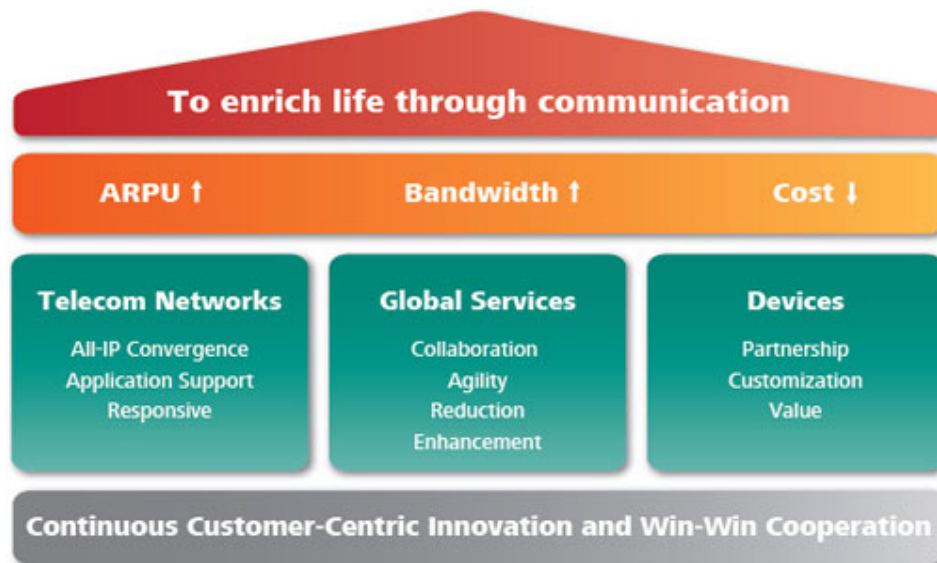 To enrich life through communication
ARPU ↑ Bandwidth ↑ Cost ↓
Telecom Networks
All-IP Convergence
Application Support
Responsive
Global Services
Collaboration
Agility
Reduction
Enhancement
Devices
Partnership
Customization
Value
Continuous Customer-Centric Innovation and Win-Win Cooperation